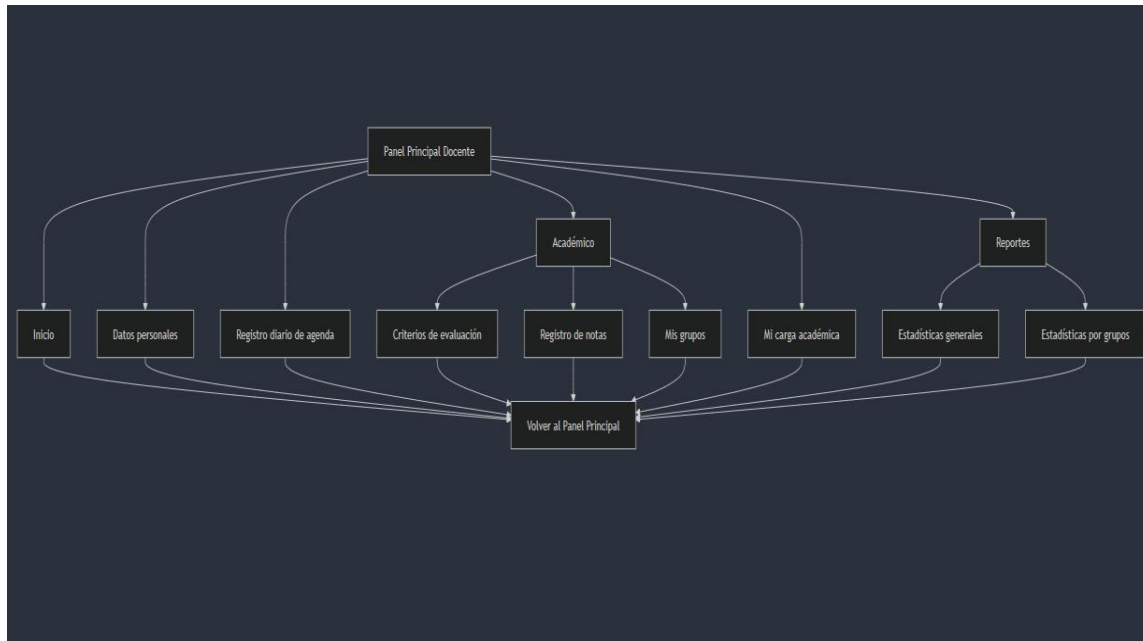 Panel Principal Docente
Académico
Reportes
Inicio
Datos personales
Registro diario de agenda
Criterios de evaluación
Registro de notas
Mis grupos
Mi carga académica
Estadísticas generales
Estadísticas por grupos
Volver al Panel Principal